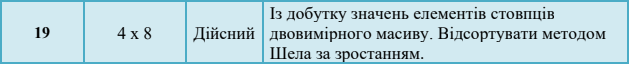 19 4 x 8 Дійсний Із добутку значень елементів стовпців
двовимірного масиву. Відсортувати методом
Шела за зростанням.